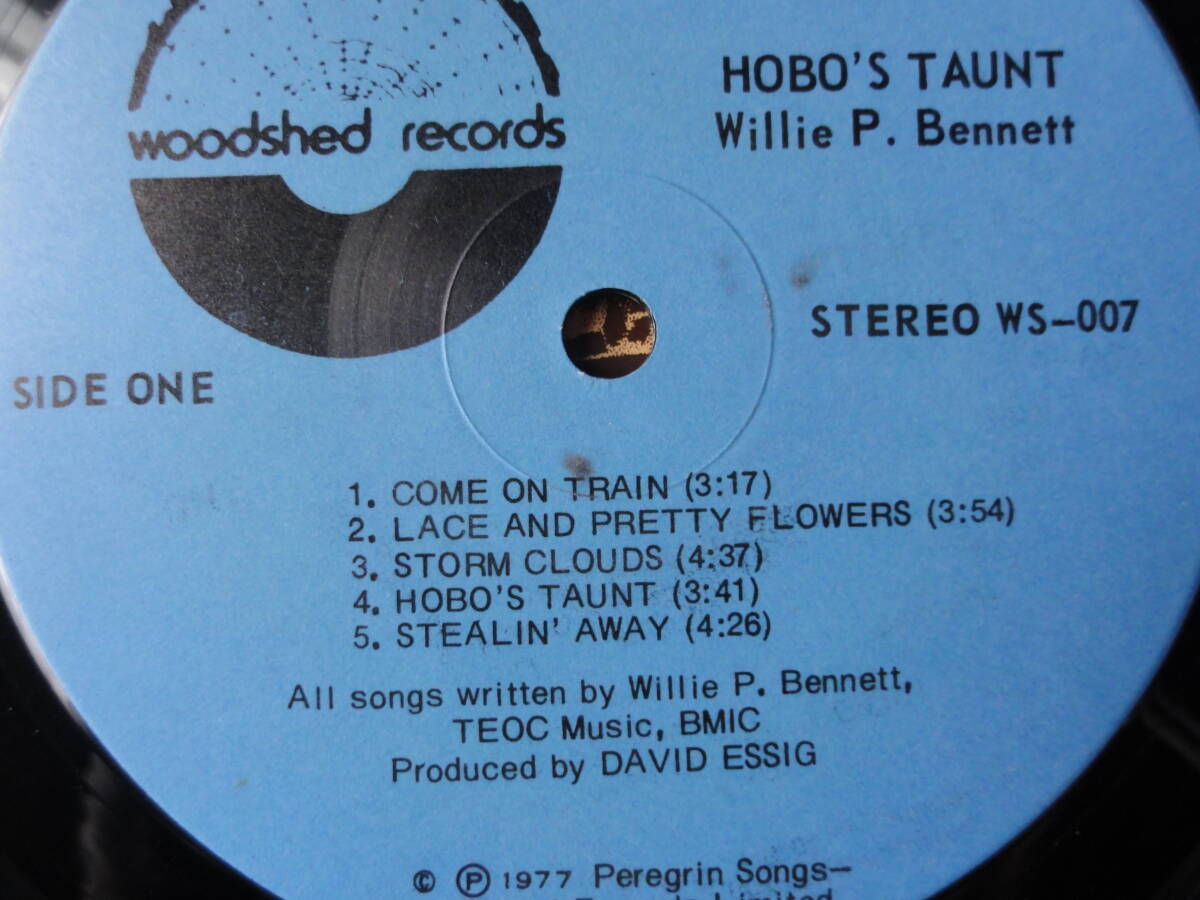 woodshed records
HOBO'S TAUNT
Willie P. Bennett
STEREO WS-007
SIDE ONE
1. COME ON TRAIN (3:17)
2. LACE AND PRETTY FLOWERS (3:54)
3. STORM CLOUDS (4:37)
4. HOBO'S TAUNT (3:41)
5. STEALIN' AWAY (4:26)
All songs written by Willie P. Bennett,
TEOC Music, BMIC
Produced by DAVID ESSIG
© ℗ 1977 Peregrin Songs-
Limited